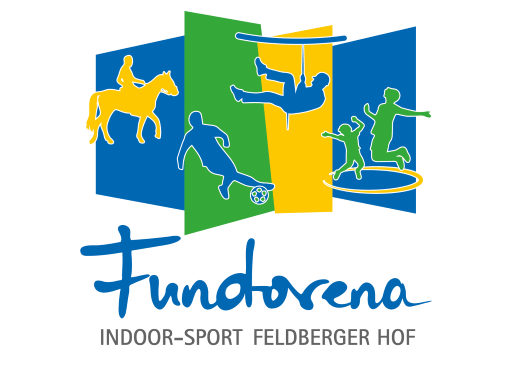 Fundorena
INDOOR-SPORT FELDBERGER HOF